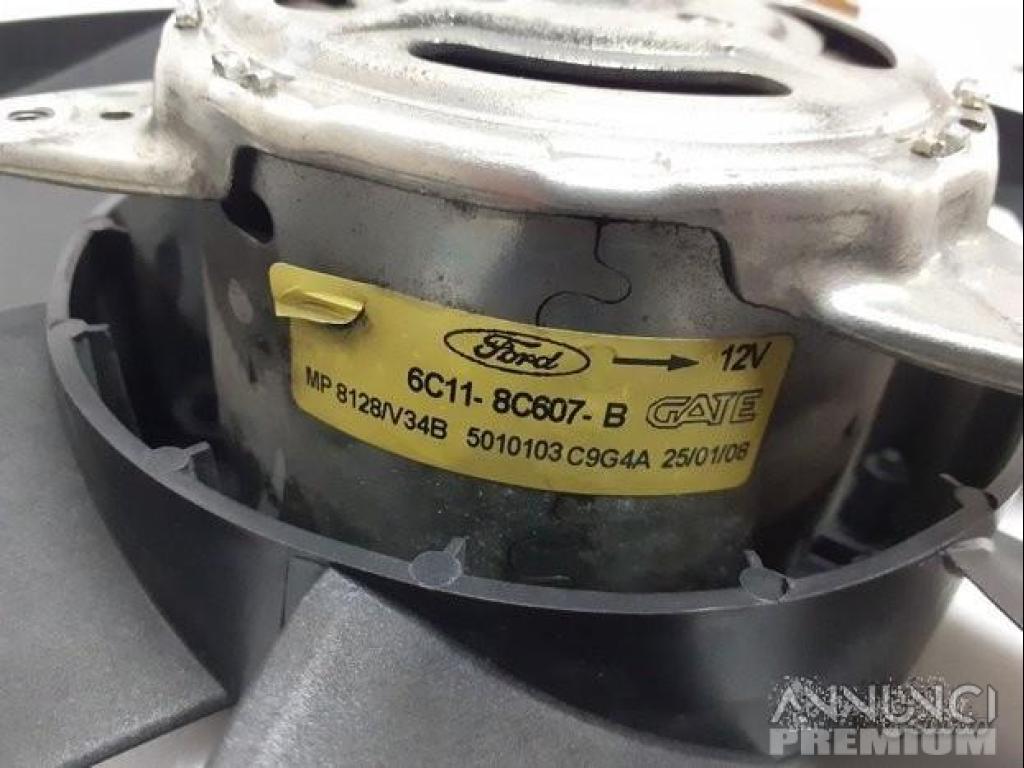 Ford 12V
6C11- 8C607- B GATE
MP 8128/V34B 5010103 C9G4A 25/01/08
ANNUNCI
PREMIUM